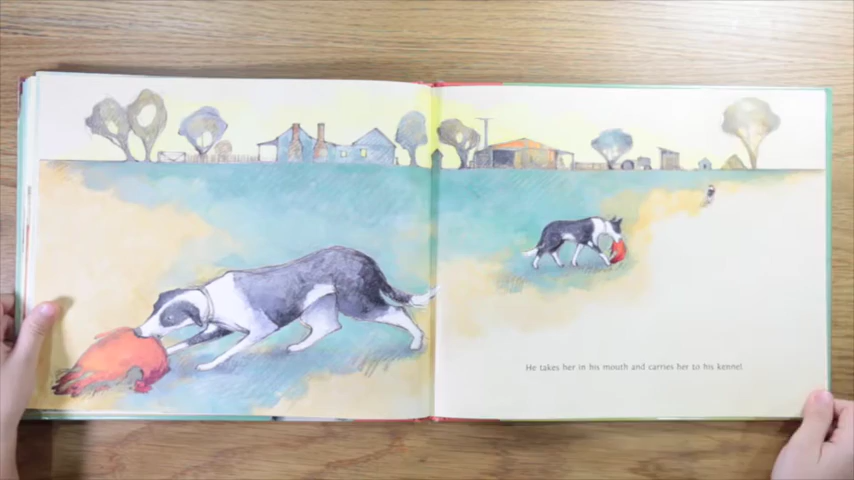 He takes her in his mouth and carries her to his kennel